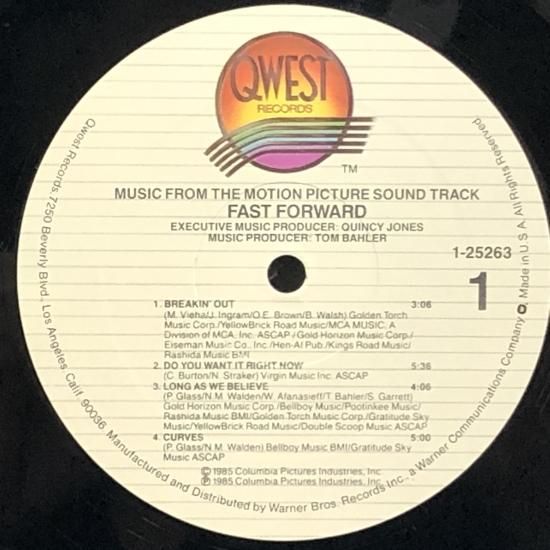 QWEST
RECORDS
TM
MUSIC FROM THE MOTION PICTURE SOUND TRACK
FAST FORWARD
EXECUTIVE MUSIC PRODUCER: QUINCY JONES
MUSIC PRODUCER: TOM BAHLER
1-25263
1
1. BREAKIN' OUT 3:06
(M. Vieha/J. Ingram/O.E. Brown/B. Walsh) Golden Torch
Music Corp./YellowBrick Road Music/MCA MUSIC, A
Division of MCA, Inc. ASCAP / Gold Horizon Music Corp./
Eiseman Music Co., Inc./Hen-Al Pub./Kings Road Music/
Rashida Music BMI
2. DO YOU WANT IT RIGHT NOW 5:36
(C. Burton/N. Straker) Virgin Music Inc. ASCAP
3. LONG AS WE BELIEVE 4:06
(P. Glass/N.M. Walden/W. Afanasieff/T. Bahler/S. Garrett)
Gold Horizon Music Corp./Bellboy Music/Pootinkee Music/
Rashida Music BMI/Golden Torch Music Corp./Gratitude Sky
Music/YellowBrick Road Music/Double Scoop Music ASCAP
4. CURVES 5:00
(P. Glass/N.M. Walden) Bellboy Music BMI/Gratitude Sky
Music ASCAP
©1985 Columbia Pictures Industries, Inc.
℗1985 Columbia Pictures Industries, Inc.
Qwest Records, 7250 Beverly Blvd. Los Angeles, Calif. 90036, Manufactured and Distributed by Warner Bros. Records Inc., a Warner Communications Company. Made in U.S.A. All Rights Reserved